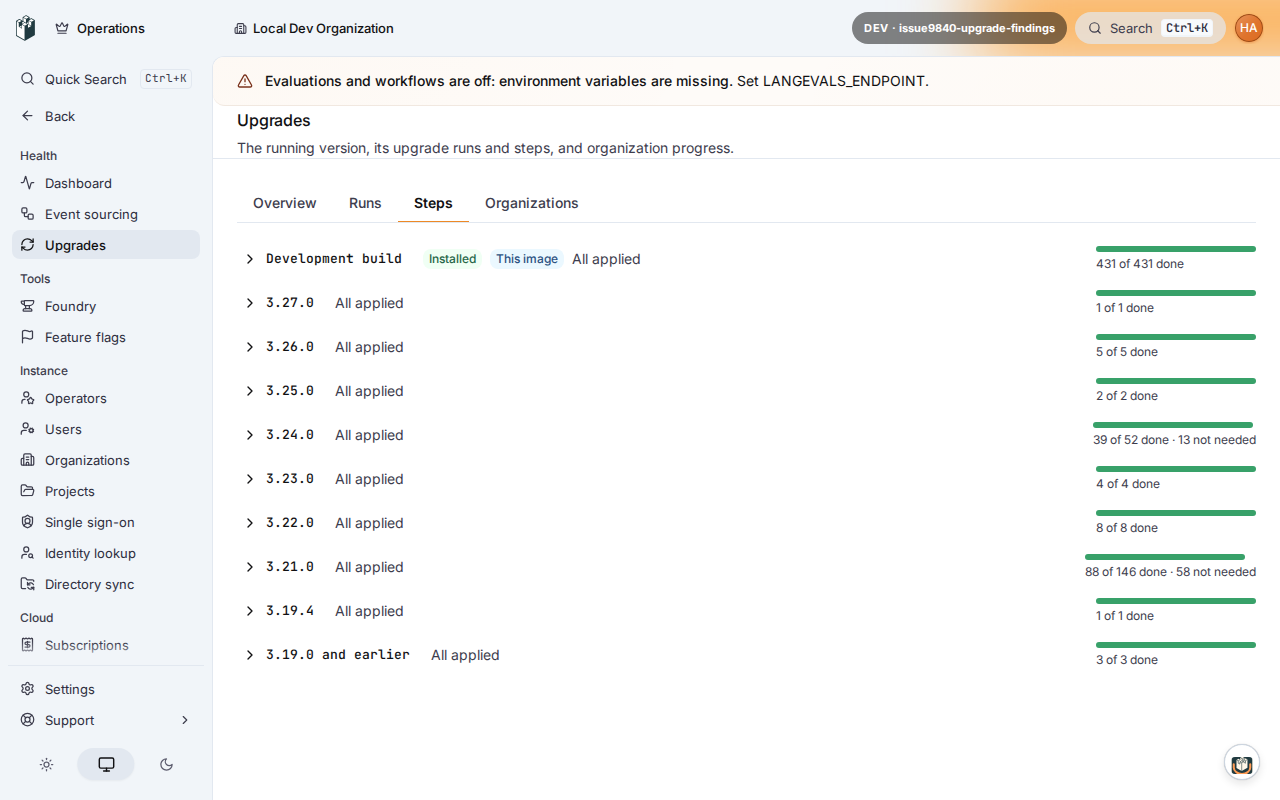 Operations
Local Dev Organization
DEV · issue9840-upgrade-findings
Search Ctrl+K
HA
Quick Search Ctrl+K
Back
Health
Dashboard
Event sourcing
Upgrades
Tools
Foundry
Feature flags
Instance
Operators
Users
Organizations
Projects
Single sign-on
Identity lookup
Directory sync
Cloud
Subscriptions
Settings
Support
Evaluations and workflows are off: environment variables are missing. Set LANGEVALS_ENDPOINT.
Upgrades
The running version, its upgrade runs and steps, and organization progress.
Overview Runs Steps Organizations
Development build Installed This image All applied 431 of 431 done
3.27.0 All applied 1 of 1 done
3.26.0 All applied 5 of 5 done
3.25.0 All applied 2 of 2 done
3.24.0 All applied 39 of 52 done · 13 not needed
3.23.0 All applied 4 of 4 done
3.22.0 All applied 8 of 8 done
3.21.0 All applied 88 of 146 done · 58 not needed
3.19.4 All applied 1 of 1 done
3.19.0 and earlier All applied 3 of 3 done